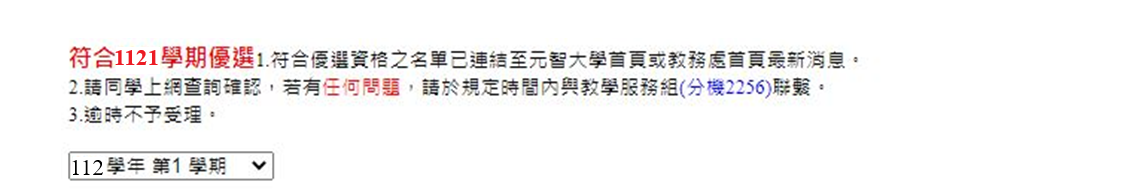 符合1121學期優選1.符合優選資格之名單已連結至元智大學首頁或教務處首頁最新消息。
2.請同學上網查詢確認，若有任何問題，請於規定時間內與教學服務組(分機2256)聯繫。
3.逾時不予受理。
112學年 第1 學期